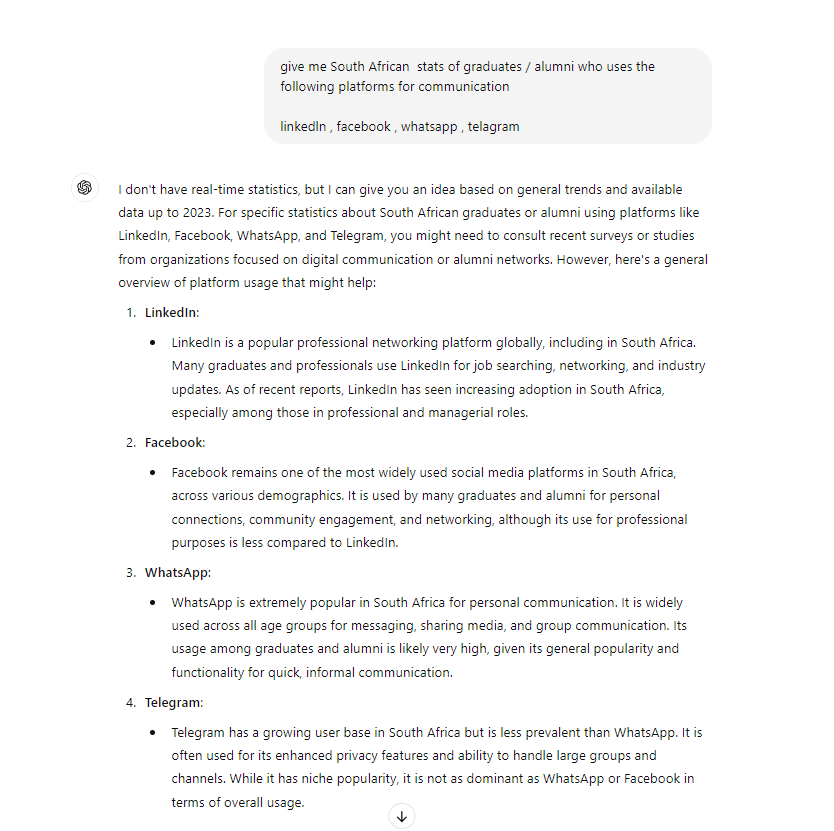 give me South African  stats of graduates / alumni who uses the
following platforms for communication
linkedIn , facebook , whatsapp , telagram
I don't have real-time statistics, but I can give you an idea based on general trends and available
data up to 2023. For specific statistics about South African graduates or alumni using platforms like
LinkedIn, Facebook, WhatsApp, and Telegram, you might need to consult recent surveys or studies
from organizations focused on digital communication or alumni networks. However, here's a general
overview of platform usage that might help:
1. LinkedIn:
• LinkedIn is a popular professional networking platform globally, including in South Africa.
Many graduates and professionals use LinkedIn for job searching, networking, and industry
updates. As of recent reports, LinkedIn has seen increasing adoption in South Africa,
especially among those in professional and managerial roles.
2. Facebook:
• Facebook remains one of the most widely used social media platforms in South Africa,
across various demographics. It is used by many graduates and alumni for personal
connections, community engagement, and networking, although its use for professional
purposes is less compared to LinkedIn.
3. WhatsApp:
• WhatsApp is extremely popular in South Africa for personal communication. It is widely
used across all age groups for messaging, sharing media, and group communication. Its
usage among graduates and alumni is likely very high, given its general popularity and
functionality for quick, informal communication.
4. Telegram:
• Telegram has a growing user base in South Africa but is less prevalent than WhatsApp. It is
often used for its enhanced privacy features and ability to handle large groups and
channels. While it has niche popularity, it is not as dominant as WhatsApp or Facebook in
terms of overall usage.